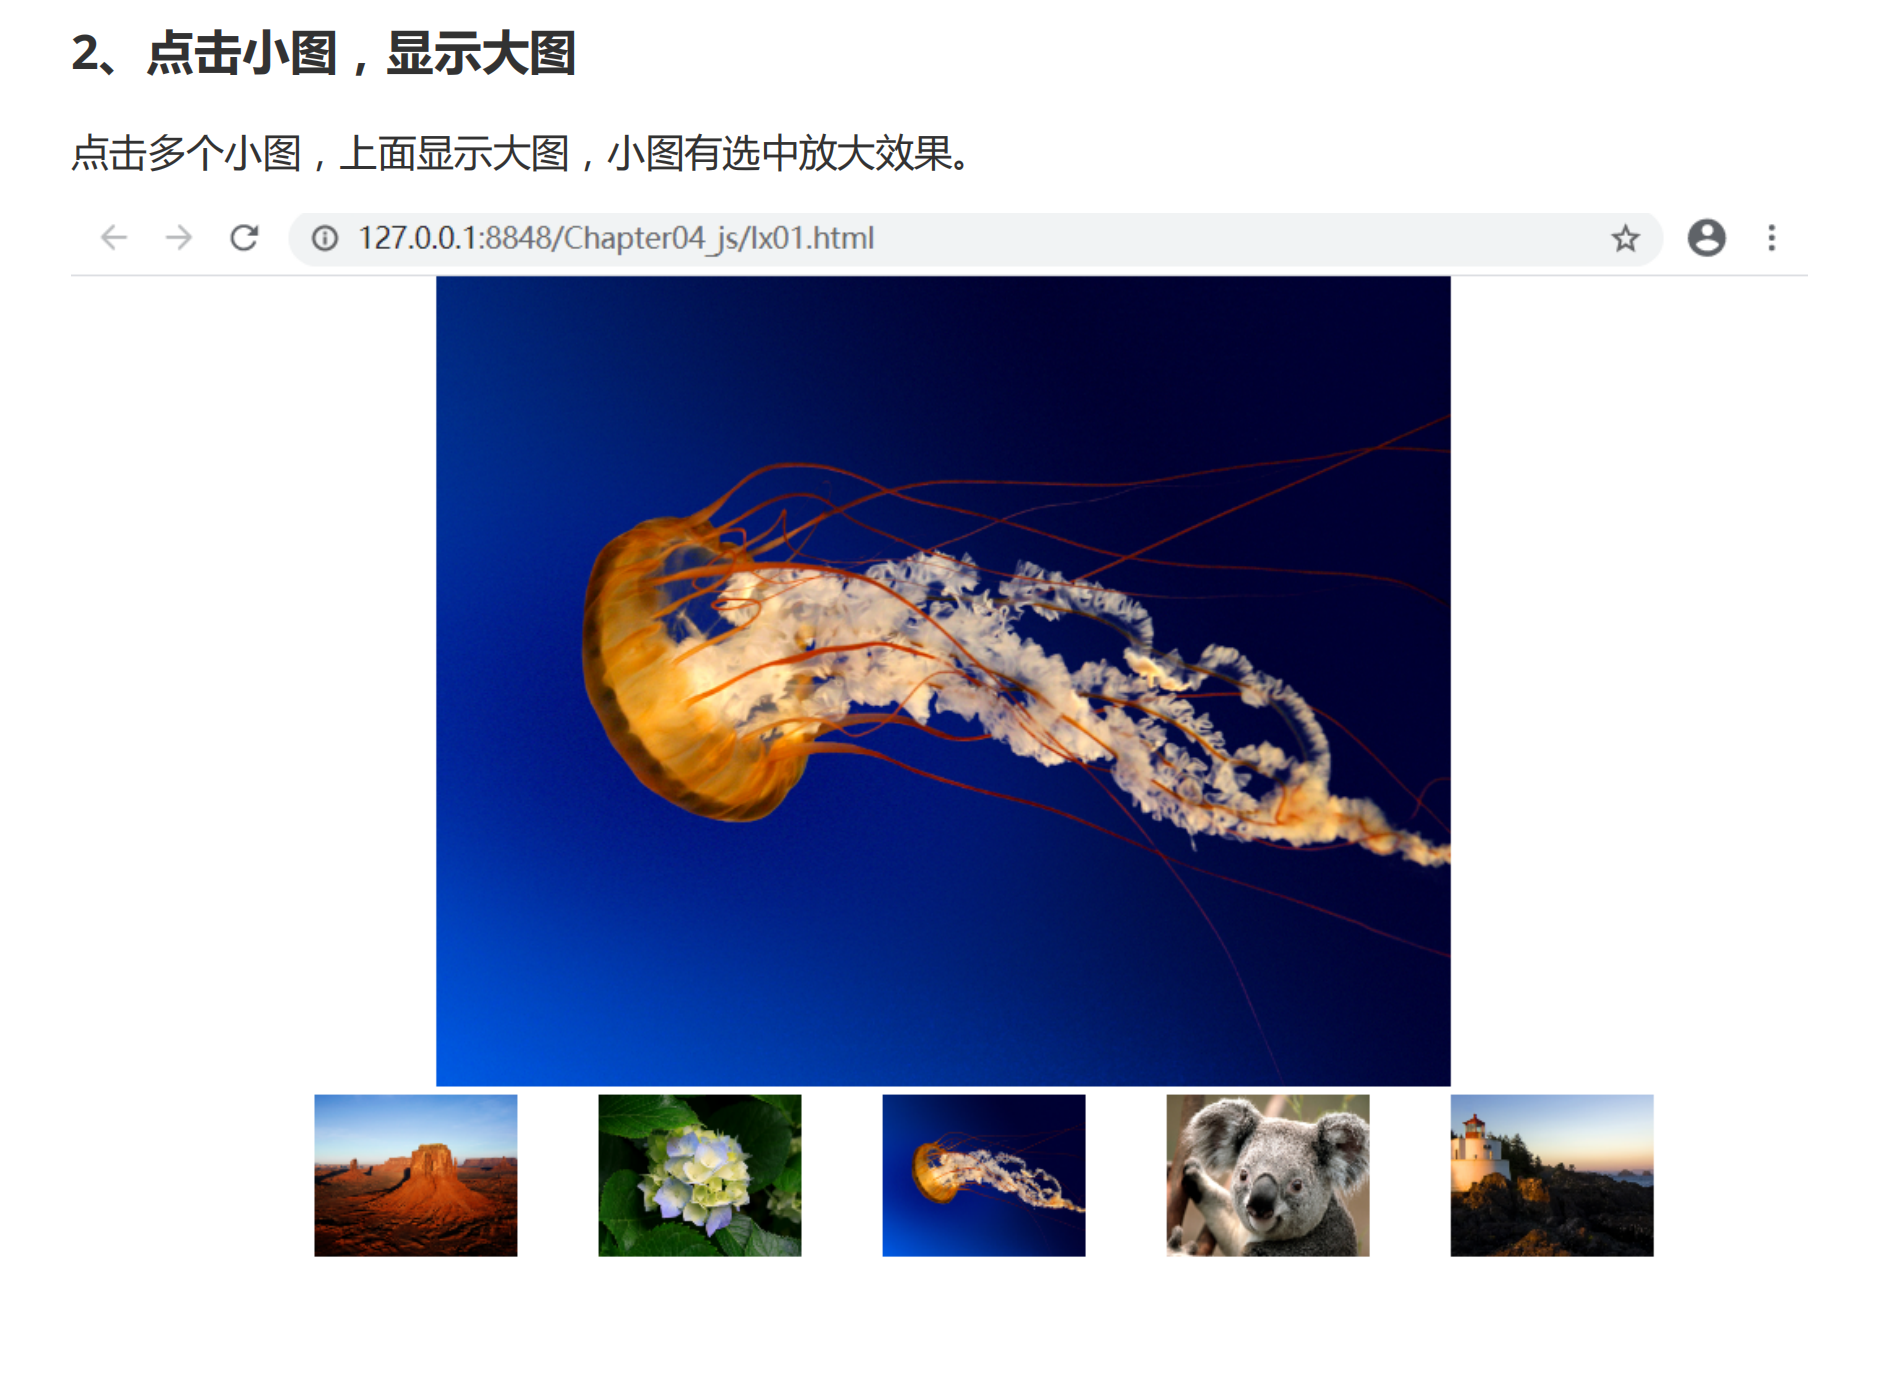 2、点击小图，显示大图
点击多个小图，上面显示大图，小图有选中放大效果。
127.0.0.1:8848/Chapter04_js/lx01.html